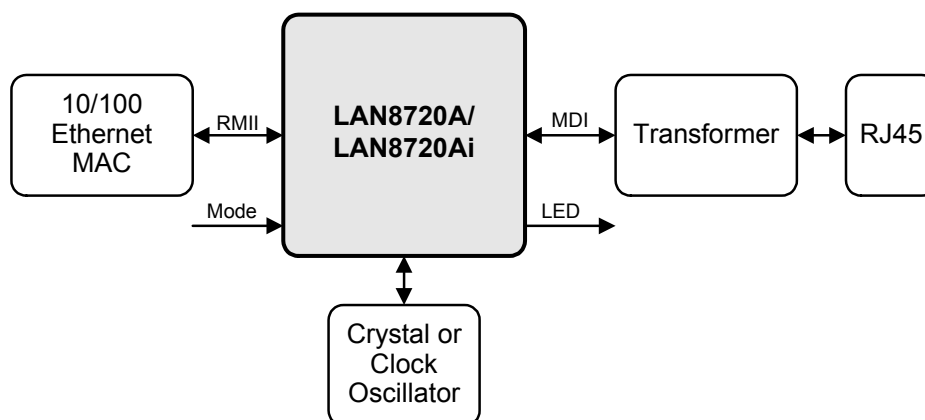 10/100
Ethernet
MAC
RMII
LAN8720A/
LAN8720Ai
MDI
Transformer
RJ45
Mode
LED
Crystal or
Clock
Oscillator